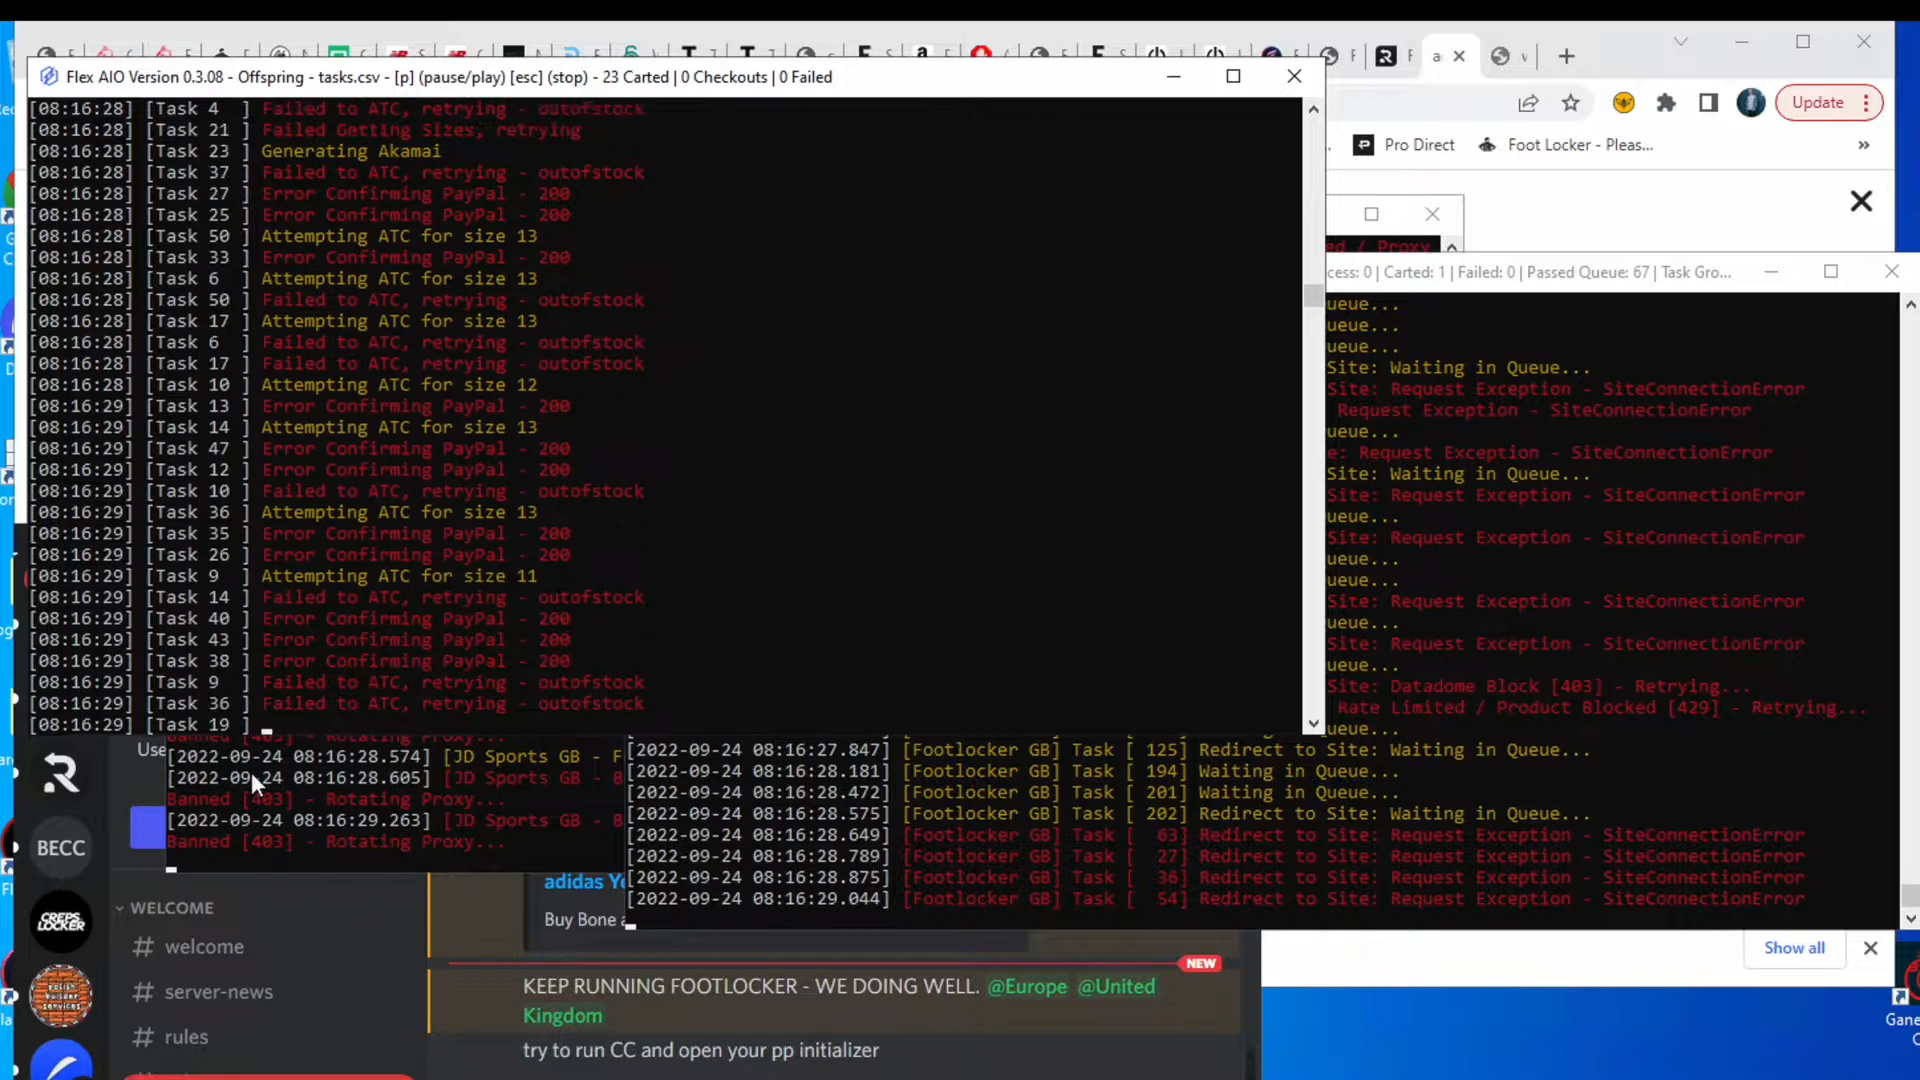 Flex AIO Version 0.3.08 - Offspring - tasks.csv - [p] (pause/play) [esc] (stop) - 23 Carted | 0 Checkouts | 0 Failed
[08:16:28] [Task 4 ] Failed to ATC, retrying - outofstock
[08:16:28] [Task 21 ] Failed Getting Sizes, retrying
[08:16:28] [Task 23 ] Generating Akamai
[08:16:28] [Task 37 ] Failed to ATC, retrying - outofstock
[08:16:28] [Task 27 ] Error Confirming PayPal - 200
[08:16:28] [Task 25 ] Error Confirming PayPal - 200
[08:16:28] [Task 50 ] Attempting ATC for size 13
[08:16:28] [Task 33 ] Error Confirming PayPal - 200
[08:16:28] [Task 6 ] Attempting ATC for size 13
[08:16:28] [Task 50 ] Failed to ATC, retrying - outofstock
[08:16:28] [Task 17 ] Attempting ATC for size 13
[08:16:28] [Task 6 ] Failed to ATC, retrying - outofstock
[08:16:28] [Task 17 ] Failed to ATC, retrying - outofstock
[08:16:28] [Task 10 ] Attempting ATC for size 12
[08:16:29] [Task 13 ] Error Confirming PayPal - 200
[08:16:29] [Task 14 ] Attempting ATC for size 13
[08:16:29] [Task 47 ] Error Confirming PayPal - 200
[08:16:29] [Task 12 ] Error Confirming PayPal - 200
[08:16:29] [Task 10 ] Failed to ATC, retrying - outofstock
[08:16:29] [Task 36 ] Attempting ATC for size 13
[08:16:29] [Task 35 ] Error Confirming PayPal - 200
[08:16:29] [Task 26 ] Error Confirming PayPal - 200
[08:16:29] [Task 9 ] Attempting ATC for size 11
[08:16:29] [Task 14 ] Failed to ATC, retrying - outofstock
[08:16:29] [Task 40 ] Error Confirming PayPal - 200
[08:16:29] [Task 43 ] Error Confirming PayPal - 200
[08:16:29] [Task 38 ] Error Confirming PayPal - 200
[08:16:29] [Task 9 ] Failed to ATC, retrying - outofstock
[08:16:29] [Task 36 ] Failed to ATC, retrying - outofstock
[08:16:29] [Task 19 ]
Update
Pro Direct
Foot Locker - Pleas...
ed / Proxy
cess: 0 | Carted: 1 | Failed: 0 | Passed Queue: 67 | Task Gro...
ueue...
ueue...
ueue...
Site: Waiting in Queue...
Site: Request Exception - SiteConnectionError
Request Exception - SiteConnectionError
ueue...
e: Request Exception - SiteConnectionError
Site: Waiting in Queue...
Site: Request Exception - SiteConnectionError
ueue...
Site: Request Exception - SiteConnectionError
ueue...
ueue...
Site: Request Exception - SiteConnectionError
ueue...
Site: Request Exception - SiteConnectionError
ueue...
Site: Datadome Block [403] - Retrying...
Rate Limited / Product Blocked [429] - Retrying...
ueue...
[2022-09-24 08:16:27.847] [Footlocker GB] Task [ 125] Redirect to Site: Waiting in Queue...
[2022-09-24 08:16:28.181] [Footlocker GB] Task [ 194] Waiting in Queue...
[2022-09-24 08:16:28.472] [Footlocker GB] Task [ 201] Waiting in Queue...
[2022-09-24 08:16:28.575] [Footlocker GB] Task [ 202] Redirect to Site: Waiting in Queue...
[2022-09-24 08:16:28.649] [Footlocker GB] Task [ 63] Redirect to Site: Request Exception - SiteConnectionError
[2022-09-24 08:16:28.789] [Footlocker GB] Task [ 27] Redirect to Site: Request Exception - SiteConnectionError
[2022-09-24 08:16:28.875] [Footlocker GB] Task [ 36] Redirect to Site: Request Exception - SiteConnectionError
[2022-09-24 08:16:29.044] [Footlocker GB] Task [ 54] Redirect to Site: Request Exception - SiteConnectionError
Use
Banned [403] - Rotating Proxy...
[2022-09-24 08:16:28.574] [JD Sports GB - F
[2022-09-24 08:16:28.605] [JD Sports GB - B
Banned [403] - Rotating Proxy...
[2022-09-24 08:16:29.263] [JD Sports GB - B
Banned [403] - Rotating Proxy...
BECC
CREPS
LOCKER
polish
builder
services
WELCOME
# welcome
# server-news
# rules
adidas Ye
Buy Bone a
NEW
KEEP RUNNING FOOTLOCKER - WE DOING WELL. @Europe @United
Kingdom
try to run CC and open your pp initializer
Show all
Gane